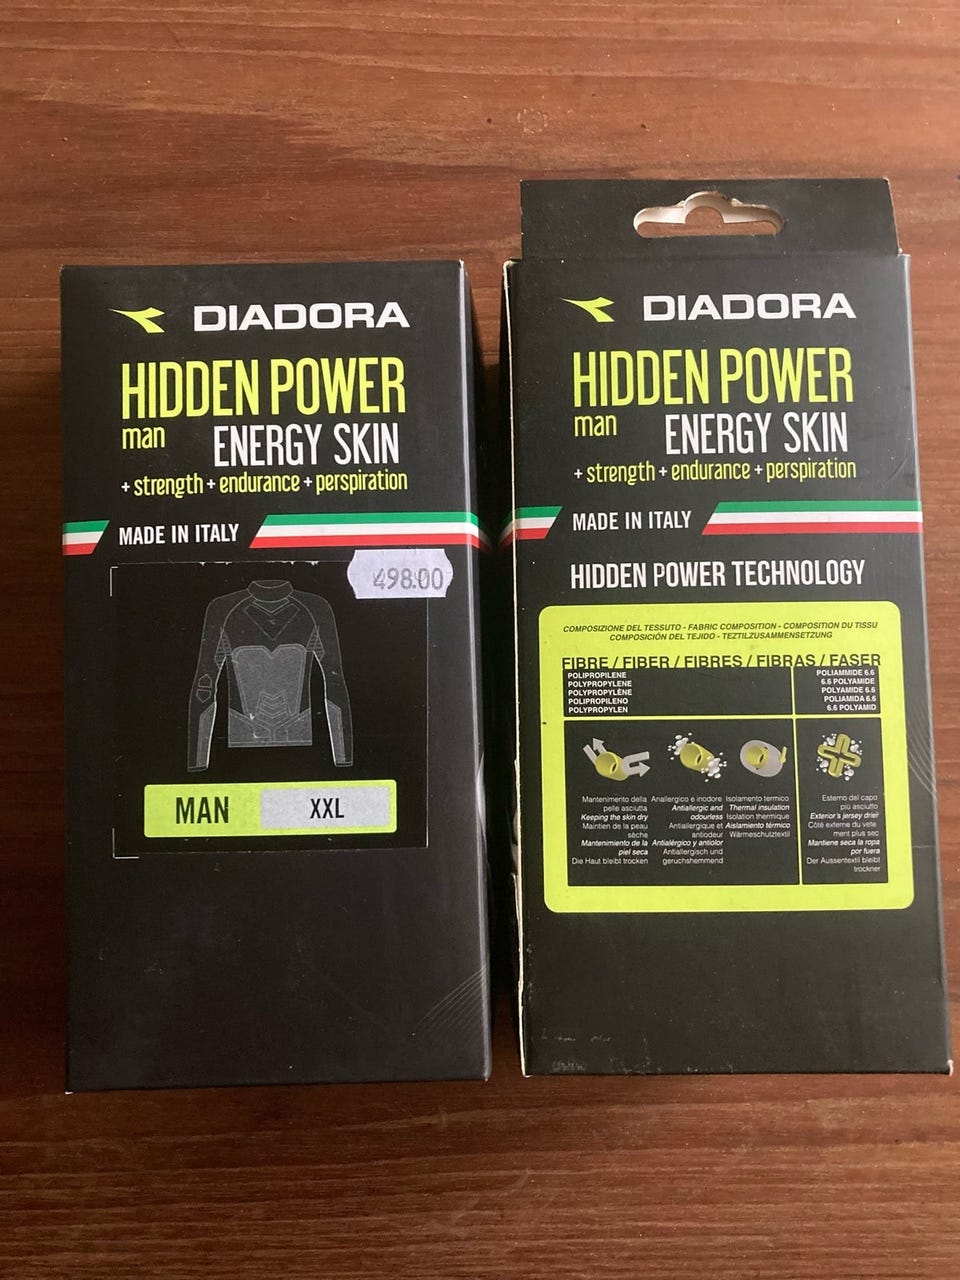 DIADORA
HIDDEN POWER
man ENERGY SKIN
+ strength + endurance + perspiration
MADE IN ITALY
498.00
MAN XXL
DIADORA
HIDDEN POWER
man ENERGY SKIN
+ strength + endurance + perspiration
MADE IN ITALY
HIDDEN POWER TECHNOLOGY
COMPOSIZIONE DEL TESSUTO - FABRIC COMPOSITION - COMPOSITION DU TISSU
COMPOSICIÓN DEL TEJIDO - TEZTILZUSAMMENSETZUNG
FIBRE / FIBER / FIBRES / FIBRAS / FASER
POLIPROPILENE
POLYPROPYLENE
POLYPROPYLÈNE
POLIPROPILENO
POLYPROPYLEN
POLIAMMIDE 6.6
6.6 POLYAMIDE
POLYAMIDE 6.6
POLIAMIDA 6.6
6.6 POLYAMID
Mantenimento della
pelle asciutta
Keeping the skin dry
Maintien de la peau
sèche
Mantenimiento de la
piel seca
Die Haut bleibt trocken
Anallergico e inodore
Antiallergic and
odourless
Antiallergique et
antiodeur
Antialérgico y antiolor
Antiallergisch und
geruchshemmend
Isolamento termico
Thermal insulation
Isolation thermique
Aislamiento térmico
Wärmeschutztextil
Esterno del capo
più asciutto
Exterior's jersey drier
Côté externe du vête
ment plus sec
Mantiene seca la ropa
por fuera
Der Aussentextil bleibt
trockner